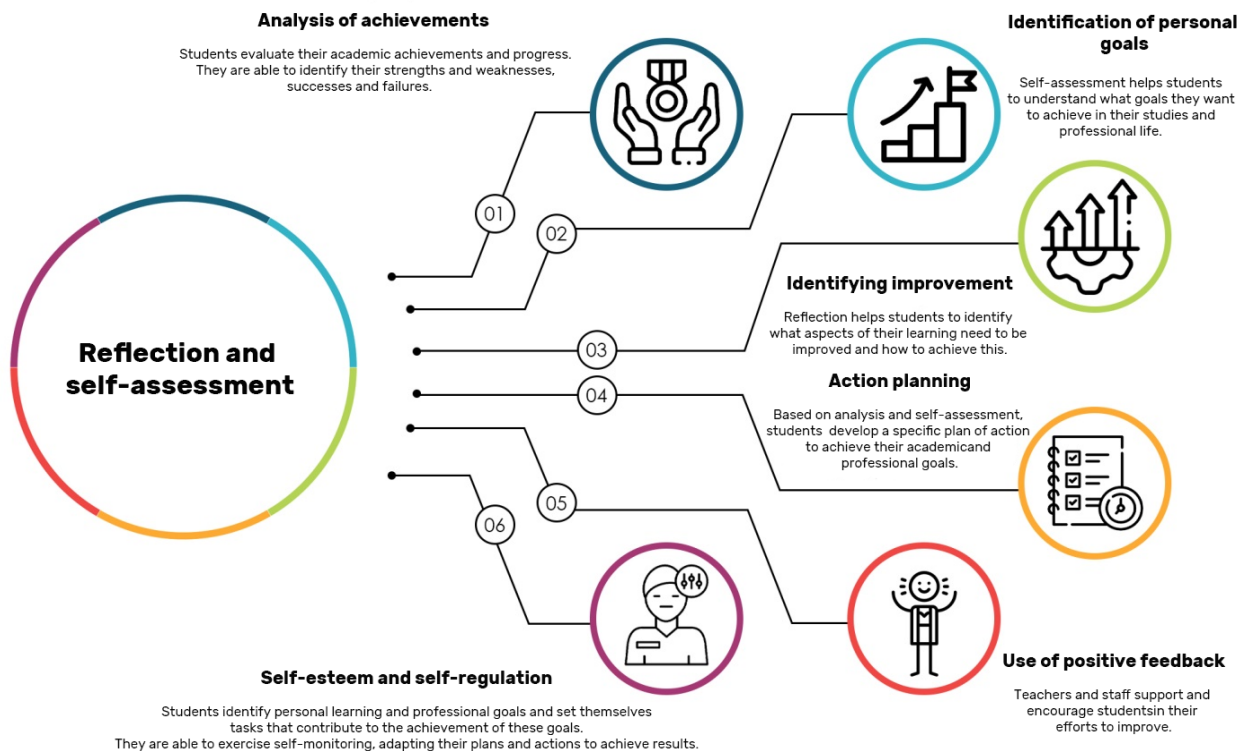 Reflection and
self-assessment
01
Analysis of achievements
Students evaluate their academic achievements and progress.
They are able to identify their strengths and weaknesses,
successes and failures.
02
Identification of personal
goals
Self-assessment helps students
to understand what goals they want
to achieve in their studies and
professional life.
03
Identifying improvement
Reflection helps students to identify
what aspects of their learning need to be
improved and how to achieve this.
04
Action planning
Based on analysis and self-assessment,
students develop a specific plan of action
to achieve their academicand
professional goals.
05
Use of positive feedback
Teachers and staff support and
encourage studentsin their
efforts to improve.
06
Self-esteem and self-regulation
Students identify personal learning and professional goals and set themselves
tasks that contribute to the achievement of these goals.
They are able to exercise self-monitoring, adapting their plans and actions to achieve results.